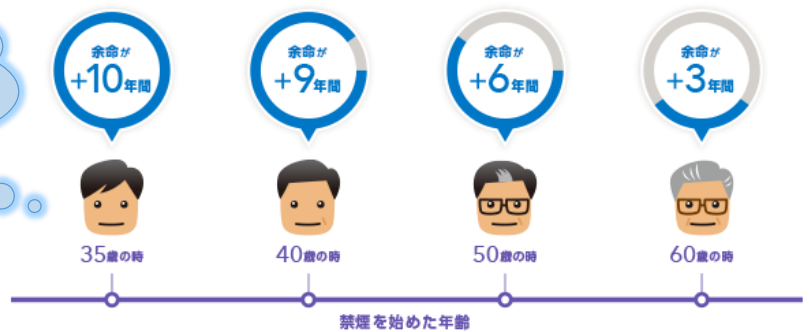 余命が
+10年間
余命が
+9年間
余命が
+6年間
余命が
+3年間
35歳の時
40歳の時
50歳の時
60歳の時
禁煙を始めた年齢